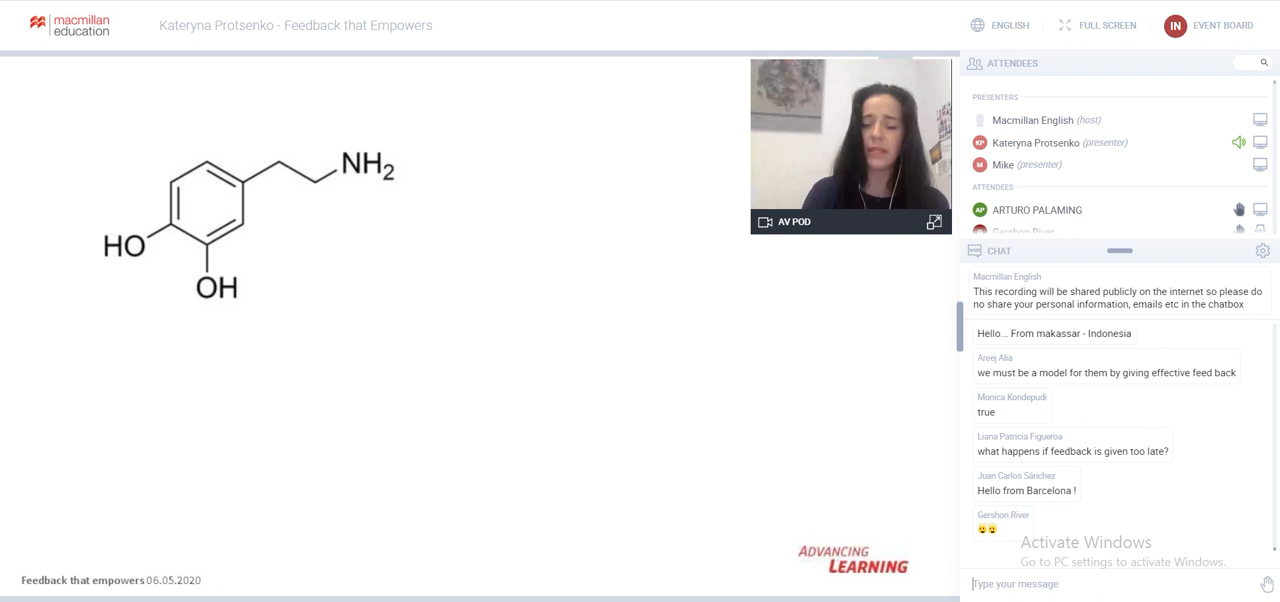 macmillan
education
Kateryna Protsenko - Feedback that Empowers
ENGLISH
FULL SCREEN
IN
EVENT BOARD
NH2
HO
OH
AV POD
ATTENDEES
PRESENTERS
Macmillan English (host)
KP Kateryna Protsenko (presenter)
M Mike (presenter)
ATTENDEES
AP ARTURO PALAMING
Gershon River
CHAT
Macmillan English
This recording will be shared publicly on the internet so please do
no share your personal information, emails etc in the chatbox
Hello... From makassar - Indonesia
Areej Alia
we must be a model for them by giving effective feed back
Monica Kondepudi
true
Liana Patricia Figueroa
what happens if feedback is given too late?
Juan Carlos Sánchez
Hello from Barcelona !
Gershon River
Activate Windows
Go to PC settings to activate Windows.
Type your message
ADVANCING
LEARNING
Feedback that empowers 06.05.2020